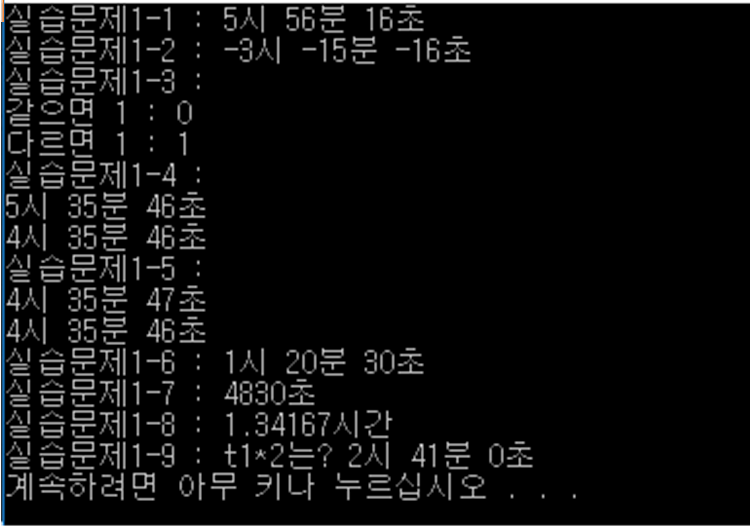 실습문제1-1 : 5시 56분 16초
실습문제1-2 : -3시 -15분 -16초
실습문제1-3 :
같으면 1 : 0
다르면 1 : 1
실습문제1-4 :
5시 35분 46초
4시 35분 46초
실습문제1-5 :
4시 35분 47초
4시 35분 46초
실습문제1-6 : 1시 20분 30초
실습문제1-7 : 4830초
실습문제1-8 : 1.34167시간
실습문제1-9 : t1*2는? 2시 41분 0초
계속하려면 아무 키나 누르십시오 . . .